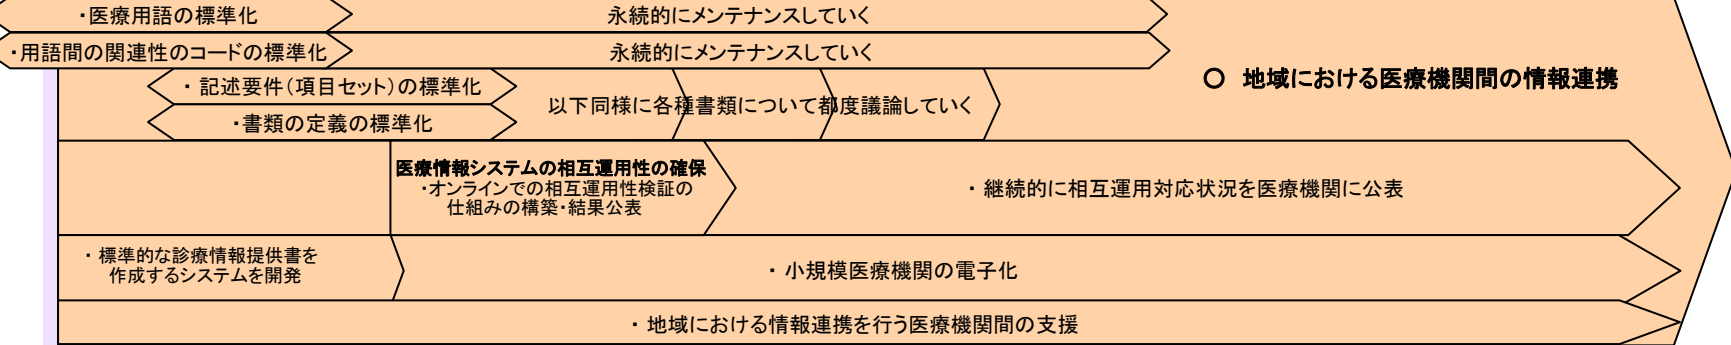 ・医療用語の標準化
永続的にメンテナンスしていく
・用語間の関連性のコードの標準化
永続的にメンテナンスしていく
・ 記述要件（項目セット）の標準化
・書類の定義の標準化
以下同様に各種書類について都度議論していく
○ 地域における医療機関間の情報連携
医療情報システムの相互運用性の確保
・オンラインでの相互運用性検証の
仕組みの構築・結果公表
・ 継続的に相互運用対応状況を医療機関に公表
・ 標準的な診療情報提供書を
作成するシステムを開発
・ 小規模医療機関の電子化
・ 地域における情報連携を行う医療機関間の支援